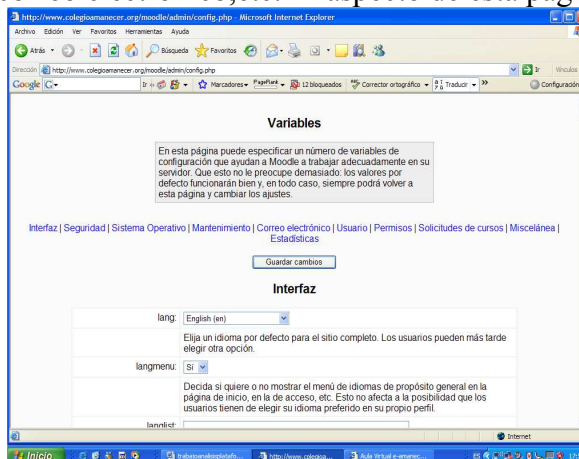 http://www.colegioamanecer.org/moodle/admin/config.php - Microsoft Internet Explorer
Archivo Edición Ver Favoritos Herramientas Ayuda
Atrás Búsqueda Favoritos
Dirección http://www.colegioamanecer.org/moodle/admin/config.php Ir Vínculos
Google Ir Marcadores PageRank 12 bloqueados Corrector ortográfico Traducir Configuración
Variables
En esta página puede especificar un número de variables de
configuración que ayudan a Moodle a trabajar adecuadamente en su
servidor. Que esto no le preocupe demasiado: los valores por
defecto funcionarán bien y, en todo caso, siempre podrá volver a
esta página y cambiar los ajustes.
Interfaz | Seguridad | Sistema Operativo | Mantenimiento | Correo electrónico | Usuario | Permisos | Solicitudes de cursos | Miscelánea |
Estadísticas
Guardar cambios
Interfaz
lang: English (en)
Elija un idioma por defecto para el sitio completo. Los usuarios pueden más tarde
elegir otra opción.
langmenu: Sí
Decida si quiere o no mostrar el menú de idiomas de propósito general en la
página de inicio, en la de acceso, etc. Esto no afecta a la posibilidad que los
usuarios tienen de elegir su idioma preferido en su propio perfil.
langlist:
Internet
Inicio trabajoanalisisplatafo... http://www.colegioa... Aula Virtual e-amanec... ES